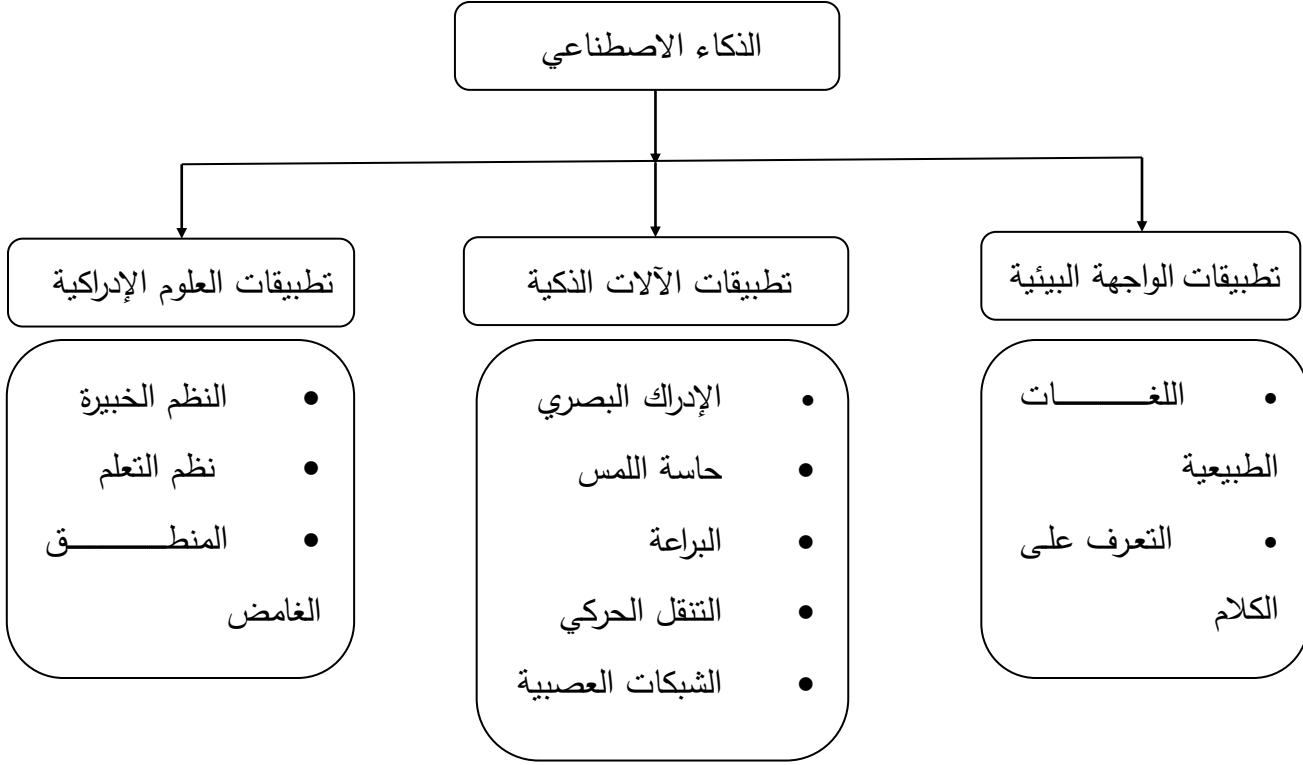 الذكاء الاصطناعي
تطبيقات الواجهة البيئية
• اللغـــــــات
الطبيعية
• التعرف على
الكلام
تطبيقات الآلات الذكية
• الإدراك البصري
• حاسة اللمس
• البراعة
• التنقل الحركي
• الشبكات العصبية
تطبيقات العلوم الإدراكية
• النظم الخبيرة
• نظم التعلم
• المنطـــــــق
الغامض